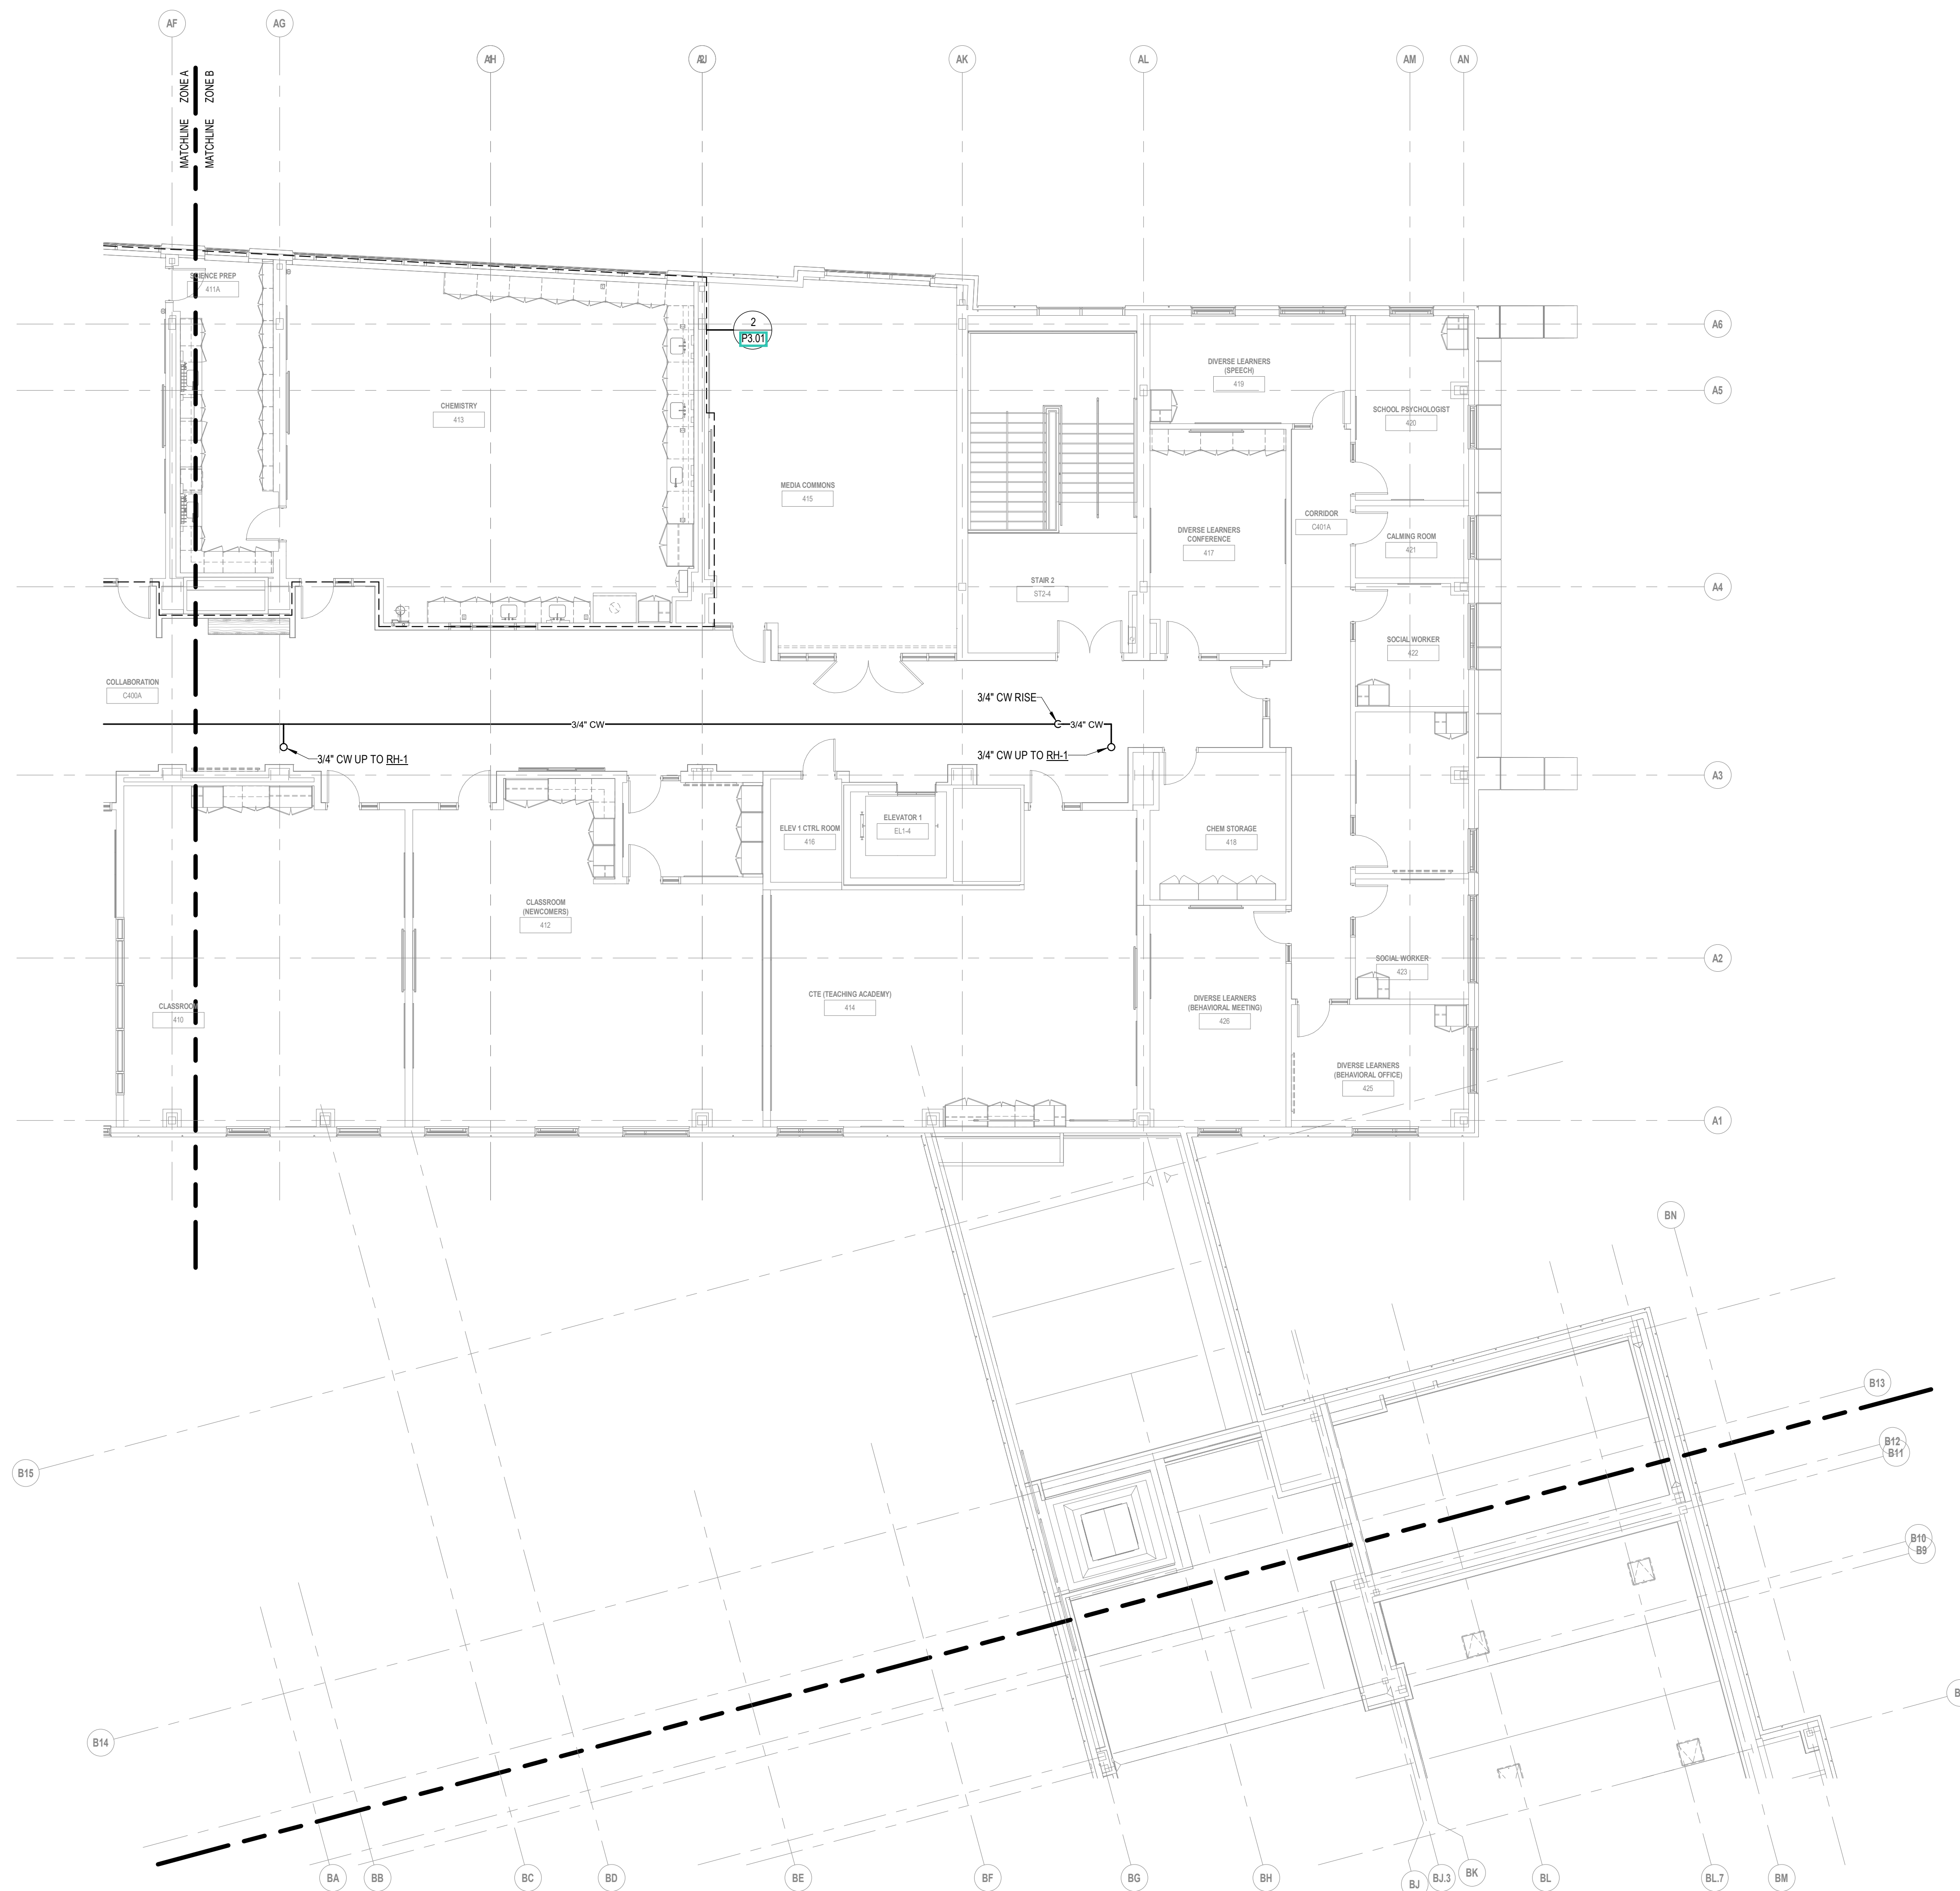 AF
AG
AK
AL
AM
AN
MATCHLINE ZONE A
MATCHLINE ZONE B
SCIENCE PREP
411A
2
P3.01
A6
DIVERSE LEARNERS
(SPEECH)
419
A5
CHEMISTRY
413
SCHOOL PSYCHOLOGIST
420
MEDIA COMMONS
415
CORRIDOR
C401A
DIVERSE LEARNERS
CONFERENCE
417
CALMING ROOM
421
STAIR 2
ST2-4
A4
SOCIAL WORKER
422
COLLABORATION
C400A
3/4" CW RISE
3/4" CW
3/4" CW
3/4" CW UP TO RH-1
3/4" CW UP TO RH-1
A3
ELEVATOR 1
EL1-4
ELEV 1 CTRL ROOM
416
CHEM STORAGE
418
CLASSROOM
(NEWCOMERS)
412
A2
SOCIAL WORKER
423
CTE (TEACHING ACADEMY)
414
DIVERSE LEARNERS
(BEHAVIORAL MEETING)
426
CLASSROOM
410
DIVERSE LEARNERS
(BEHAVIORAL OFFICE)
425
A1
BN
B13
B12
B11
B15
B10
B9
B14
BA
BB
BC
BD
BE
BF
BG
BH
BJ
BJ.3
BK
BL
BL.7
BM